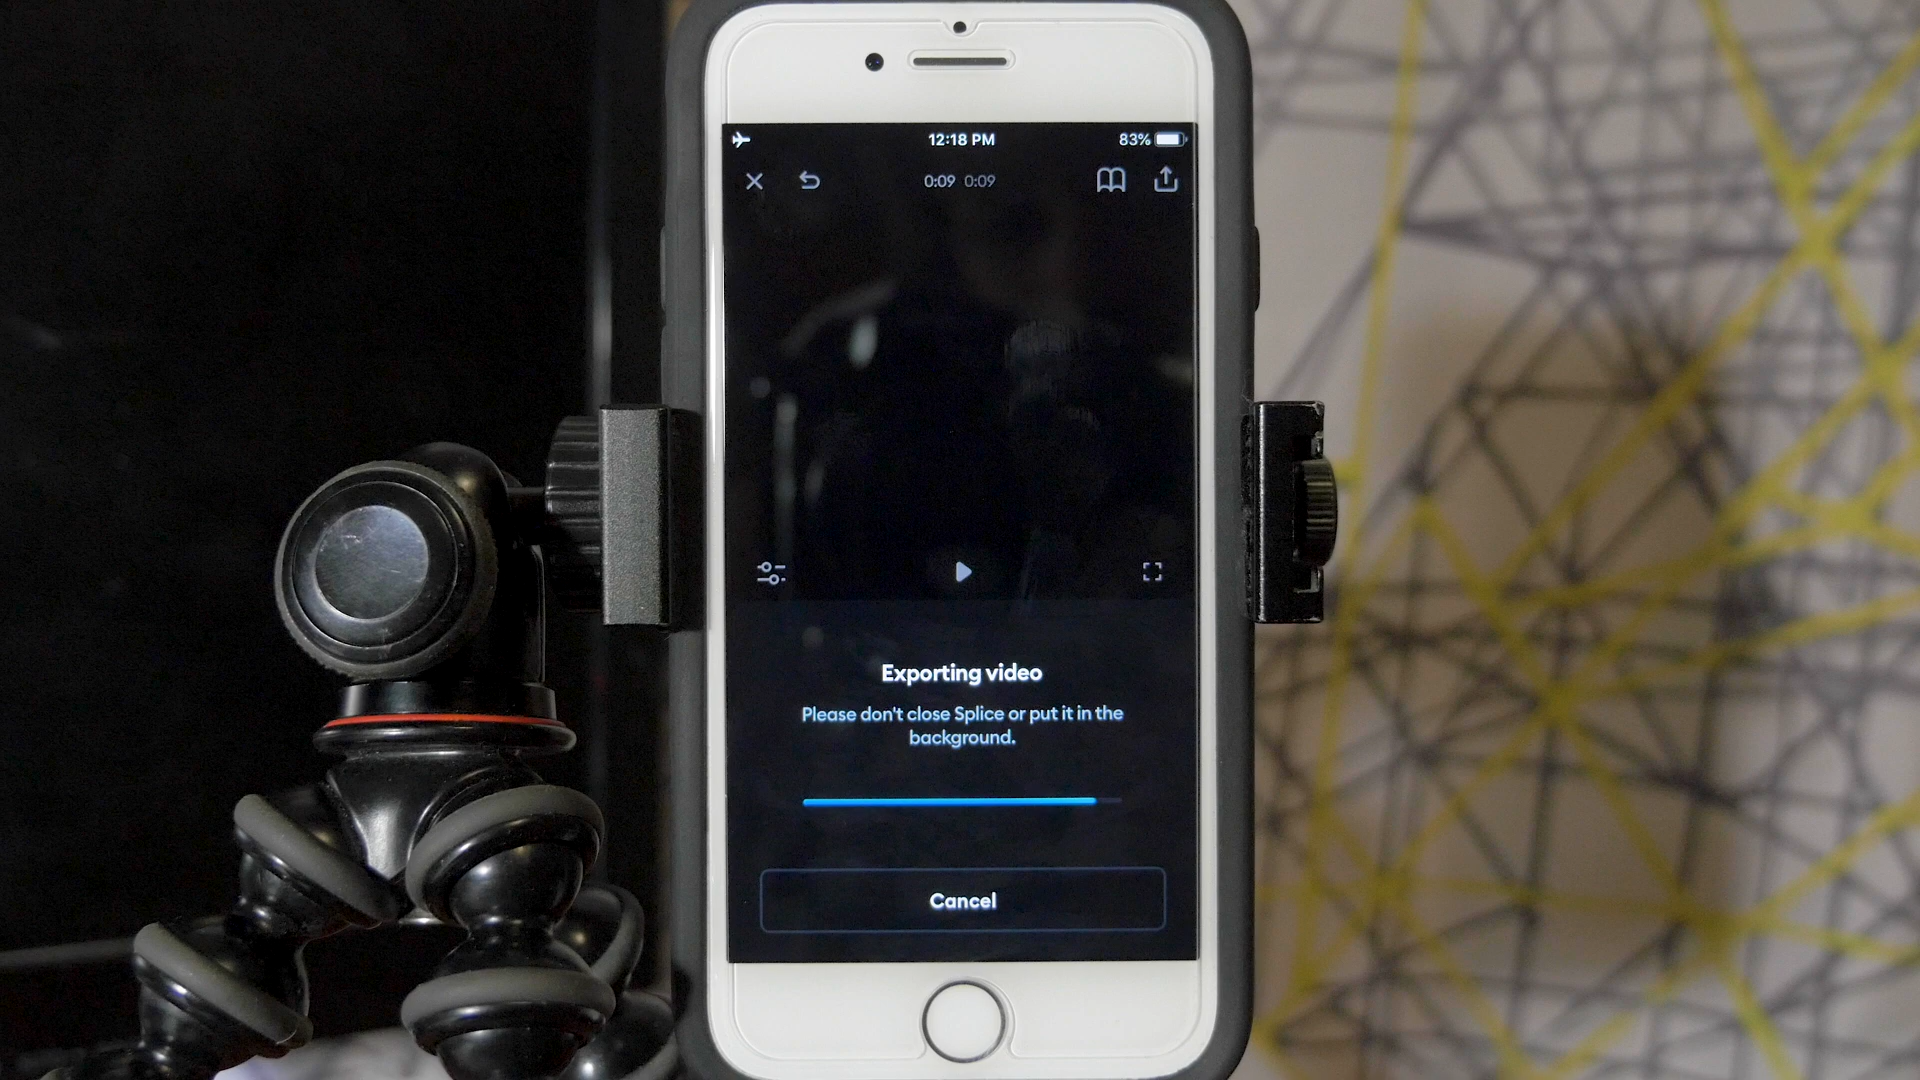 12:18 PM
83%
0:09 0:09
Exporting video
Please don't close Splice or put it in the
background.
Cancel